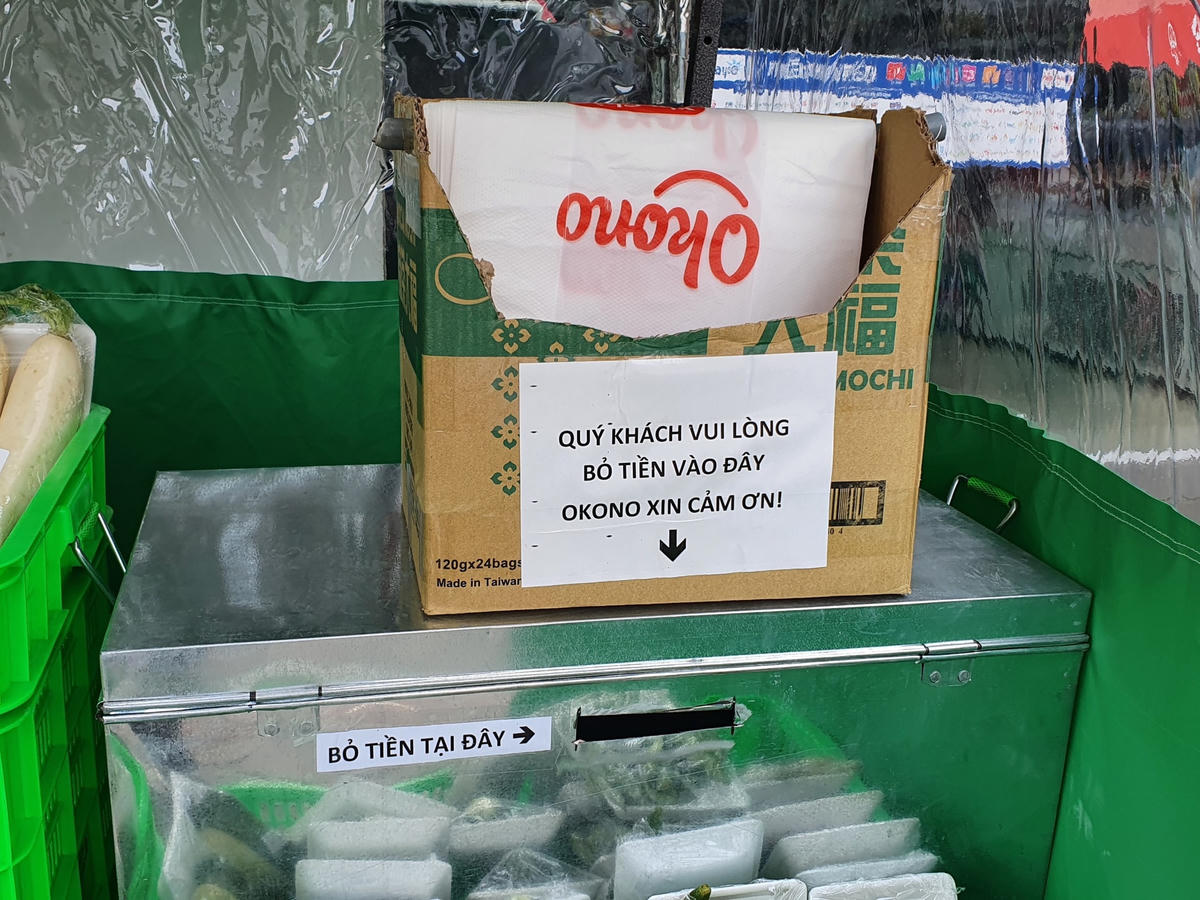 Okono
福
MOCHI
QUÝ KHÁCH VUI LÒNG
BỎ TIỀN VÀO ĐÂY
OKONO XIN CẢM ƠN!
120gx24bags
Made in Taiwan
BỎ TIỀN TẠI ĐÂY